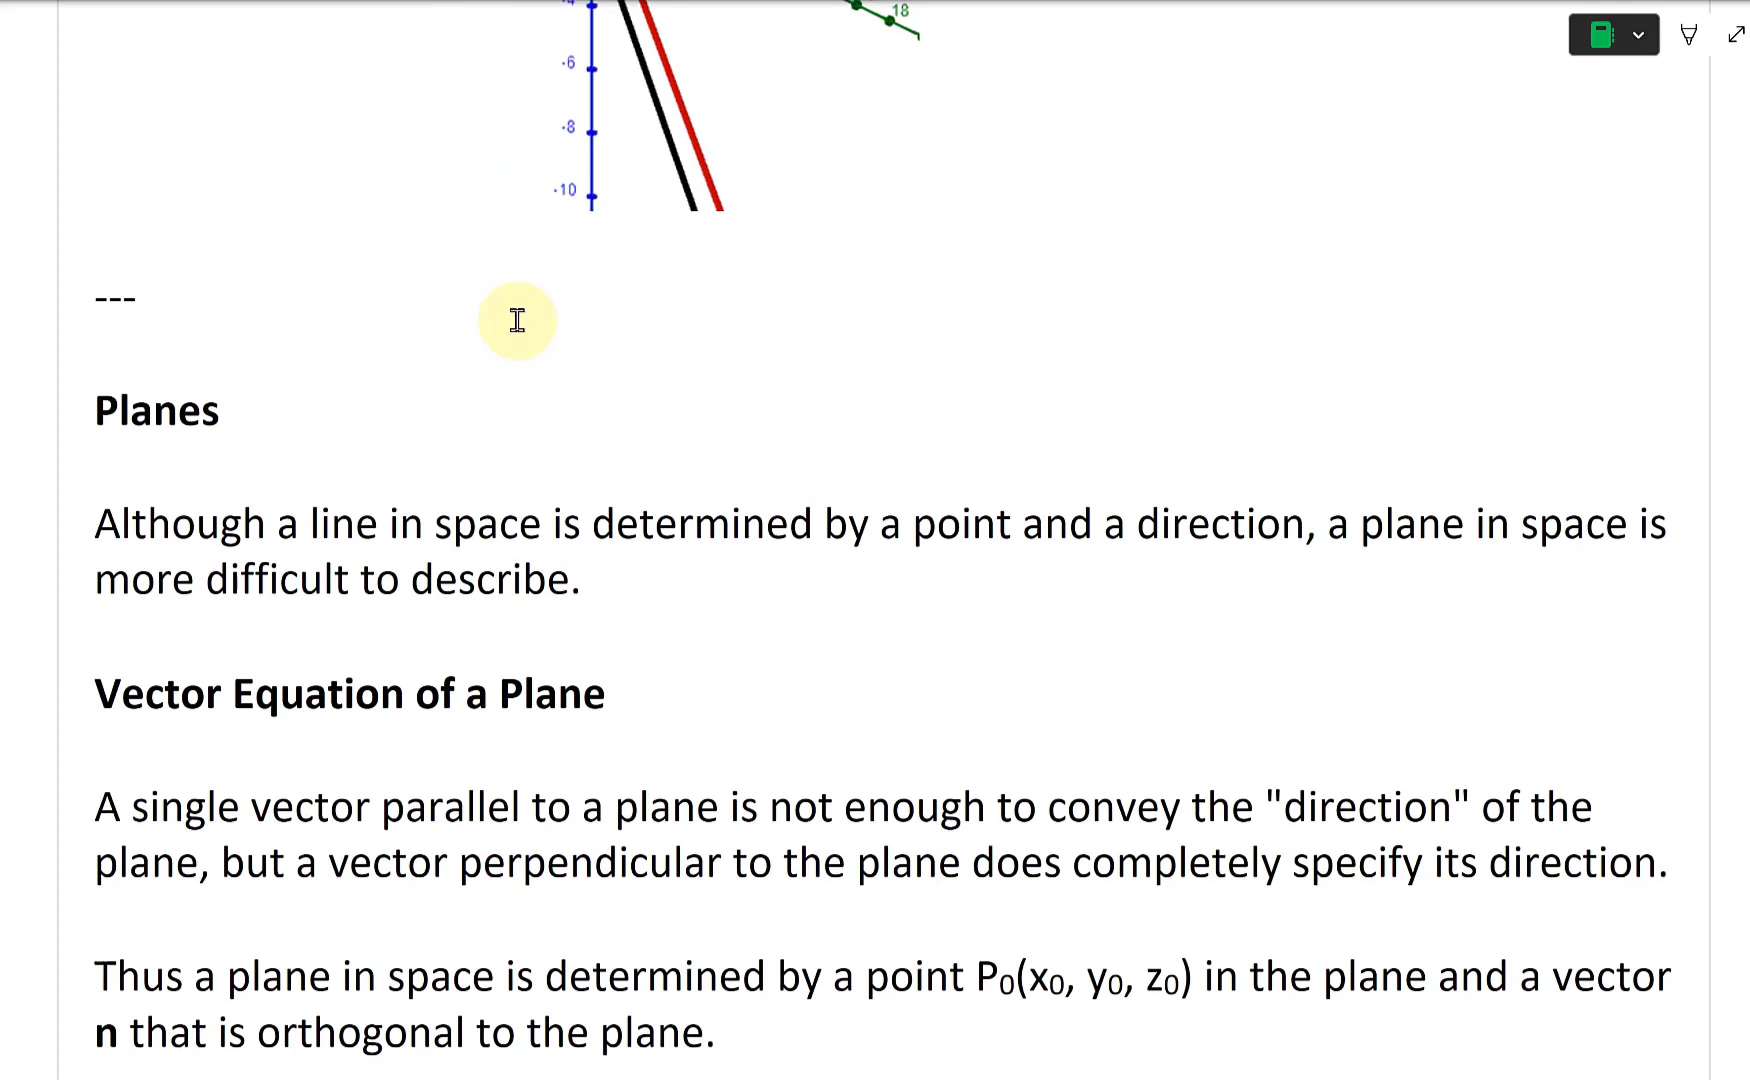 18
-6
-8
-10
---
Planes
Although a line in space is determined by a point and a direction, a plane in space is
more difficult to describe.
Vector Equation of a Plane
A single vector parallel to a plane is not enough to convey the "direction" of the
plane, but a vector perpendicular to the plane does completely specify its direction.
Thus a plane in space is determined by a point P₀(x₀, y₀, z₀) in the plane and a vector
n that is orthogonal to the plane.